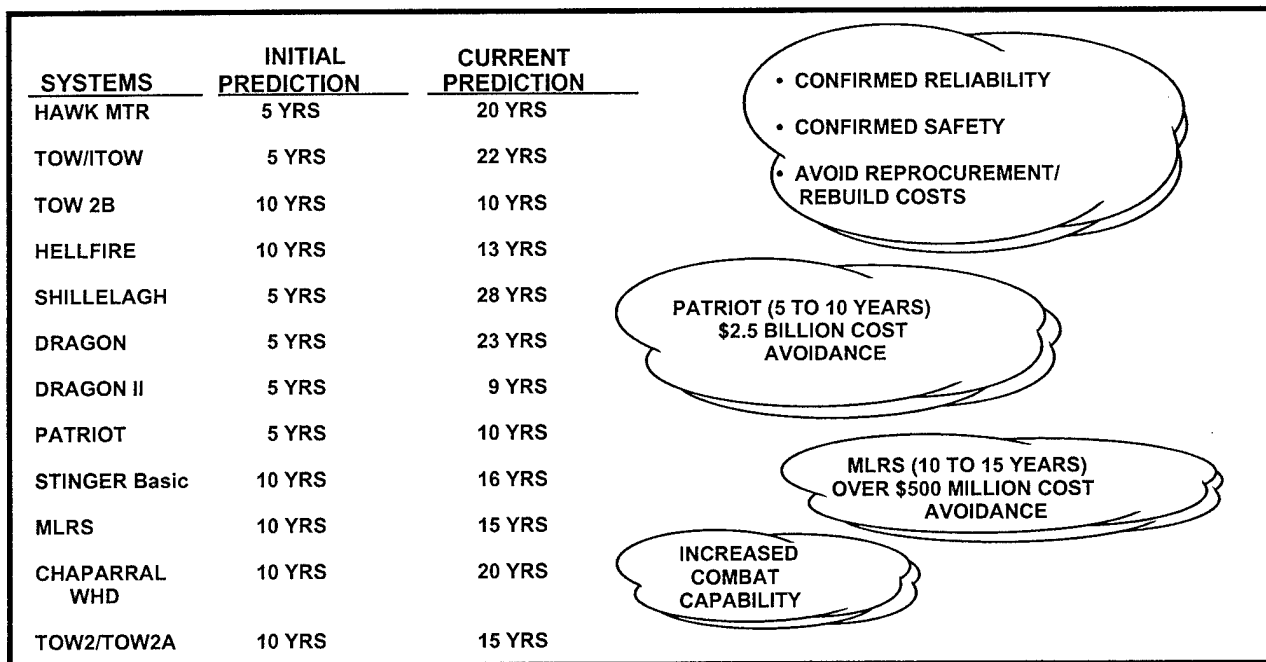 INITIAL CURRENT
SYSTEMS PREDICTION PREDICTION
HAWK MTR 5 YRS 20 YRS
TOW/ITOW 5 YRS 22 YRS
TOW 2B 10 YRS 10 YRS
HELLFIRE 10 YRS 13 YRS
SHILLELAGH 5 YRS 28 YRS
DRAGON 5 YRS 23 YRS
DRAGON II 5 YRS 9 YRS
PATRIOT 5 YRS 10 YRS
STINGER Basic 10 YRS 16 YRS
MLRS 10 YRS 15 YRS
CHAPARRAL 10 YRS 20 YRS
WHD
TOW2/TOW2A 10 YRS 15 YRS
• CONFIRMED RELIABILITY
• CONFIRMED SAFETY
• AVOID REPROCUREMENT/
REBUILD COSTS
PATRIOT (5 TO 10 YEARS)
$2.5 BILLION COST
AVOIDANCE
MLRS (10 TO 15 YEARS)
OVER $500 MILLION COST
AVOIDANCE
INCREASED
COMBAT
CAPABILITY